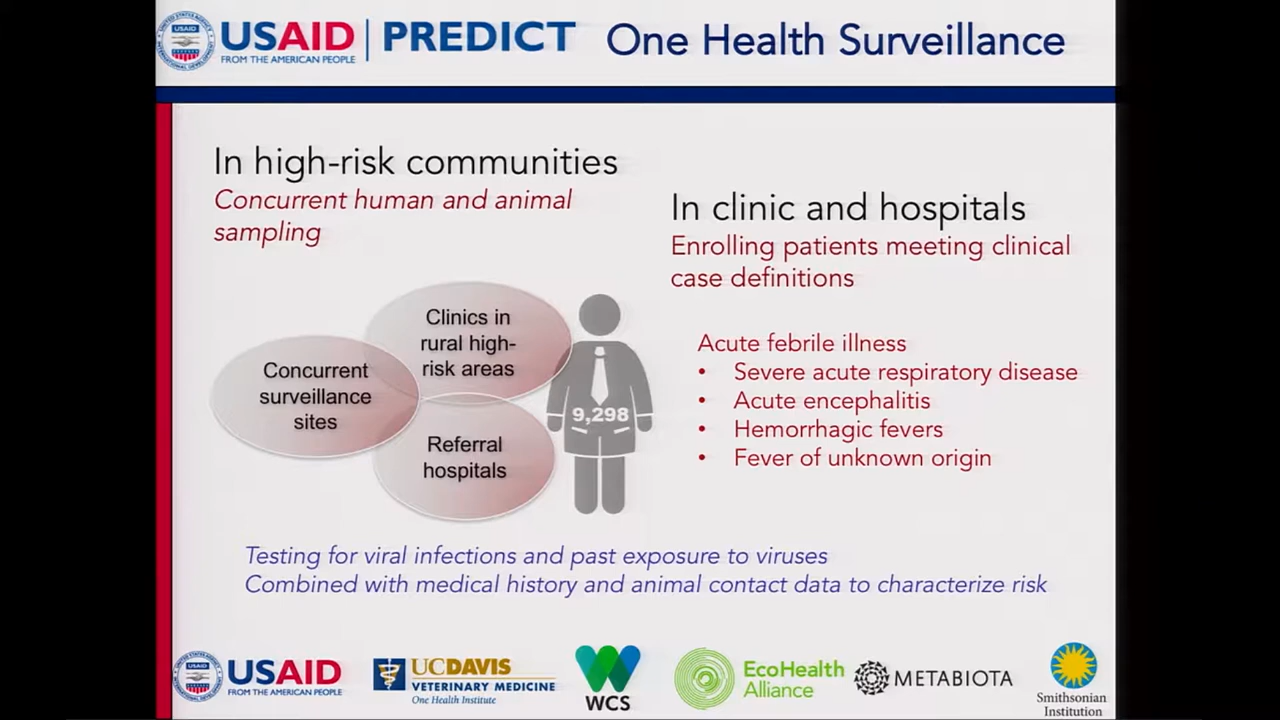 USAID
FROM THE AMERICAN PEOPLE
PREDICT
One Health Surveillance
In high-risk communities
Concurrent human and animal
sampling
Clinics in
rural high-
risk areas
Concurrent
surveillance
sites
Referral
hospitals
9,298
In clinic and hospitals
Enrolling patients meeting clinical
case definitions
Acute febrile illness
• Severe acute respiratory disease
• Acute encephalitis
• Hemorrhagic fevers
• Fever of unknown origin
Testing for viral infections and past exposure to viruses
Combined with medical history and animal contact data to characterize risk
USAID
FROM THE AMERICAN PEOPLE
UCDAVIS
VETERINARY MEDICINE
One Health Institute
WCS
EcoHealth
Alliance
METABIOTA
Smithsonian
Institution